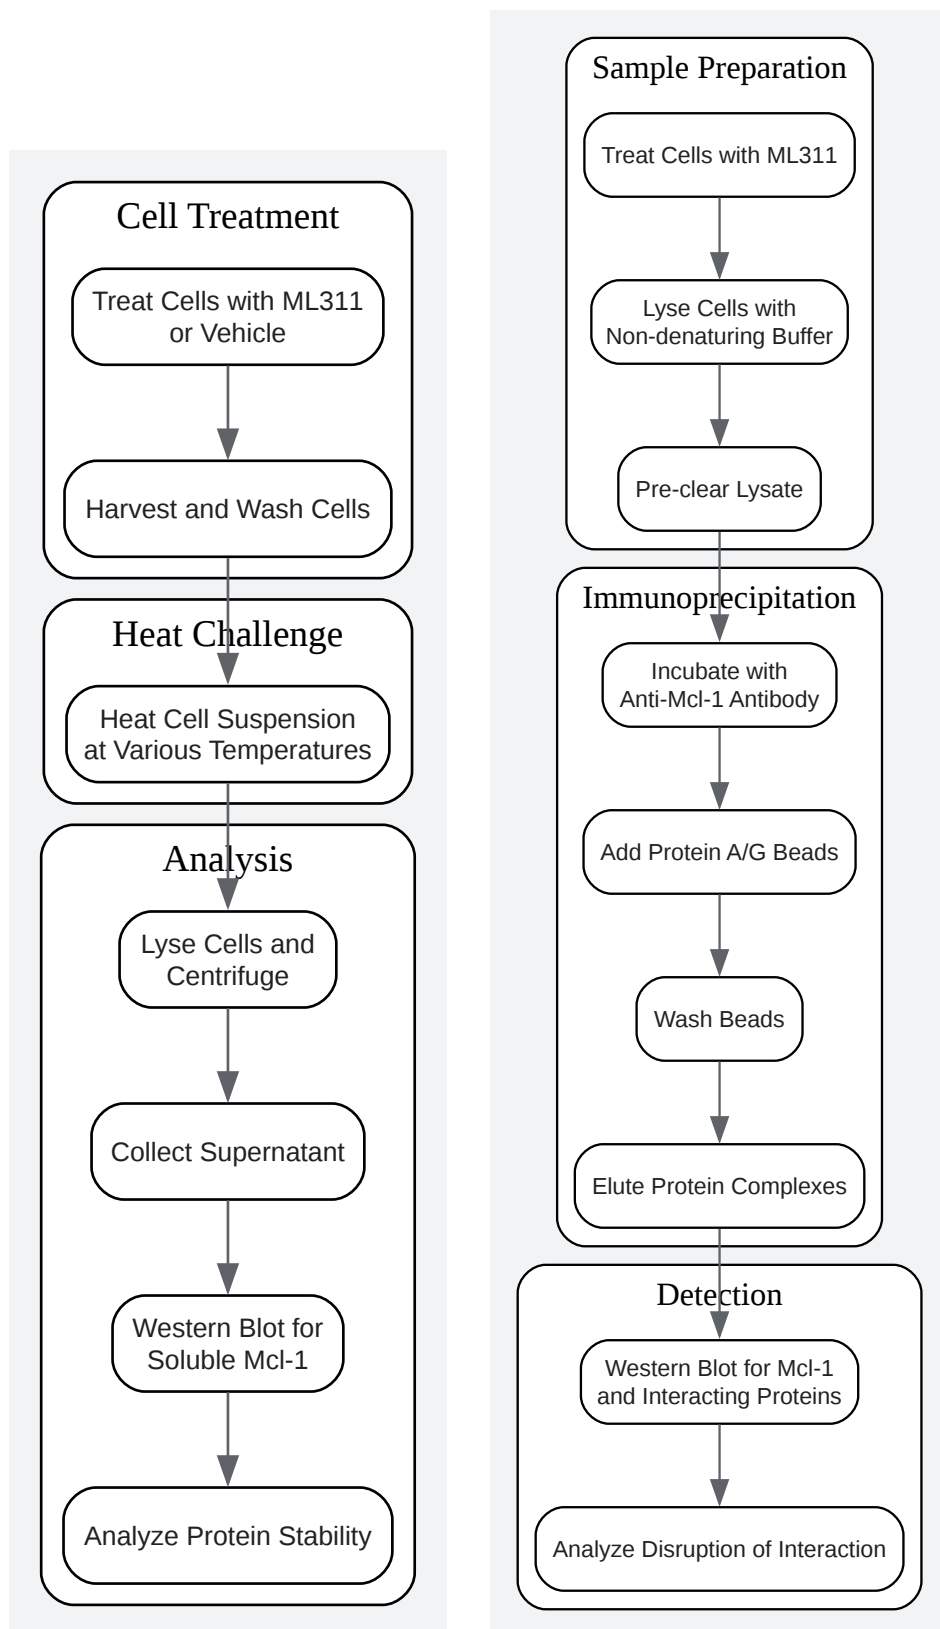 Cell Treatment
Treat Cells with ML311
or Vehicle
Harvest and Wash Cells
Heat Challenge
Heat Cell Suspension
at Various Temperatures
Analysis
Lyse Cells and
Centrifuge
Collect Supernatant
Western Blot for
Soluble Mcl-1
Analyze Protein Stability
Sample Preparation
Treat Cells with ML311
Lyse Cells with
Non-denaturing Buffer
Pre-clear Lysate
Immunoprecipitation
Incubate with
Anti-Mcl-1 Antibody
Add Protein A/G Beads
Wash Beads
Elute Protein Complexes
Detection
Western Blot for Mcl-1
and Interacting Proteins
Analyze Disruption of Interaction